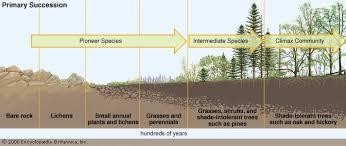 Primary Succession
Pioneer Species
Intermediate Species
Climax Community
Bare rock
Lichens
Small annual
plants and lichens
Grasses and
perennials
Grasses, shrubs, and
shade-intolerant trees
such as pines
Shade-tolerant trees
such as oak and hickory
hundreds of years
© 2006 Encyclopædia Britannica, Inc.